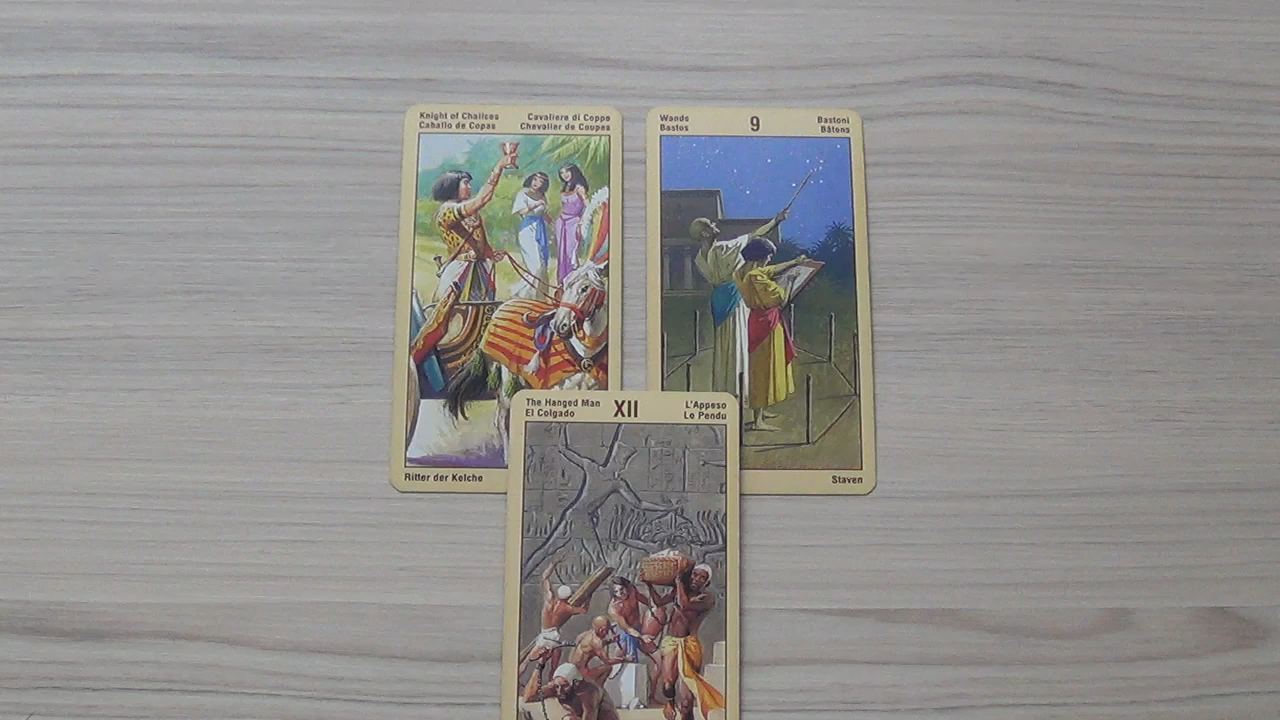 Knight of Chalices
Caballo de Copas
Cavaliere di Coppe
Chevalier de Coupes
Ritter der Kelche
Wands
Bastos
9
Bastoni
Bâtons
Staven
The Hanged Man
El Colgado
XII
L'Appeso
Le Pendu